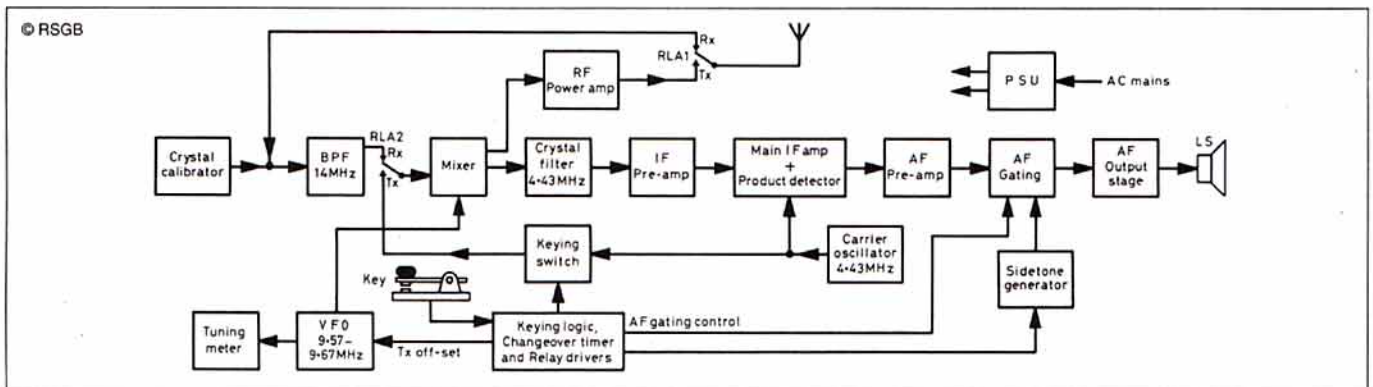 © RSGB
Rx
RLA1
Tx
RF
Power amp
PSU
AC mains
Crystal
calibrator
BPF
14MHz
RLA2
Rx
Tx
Mixer
Crystal
filter
4·43MHz
IF
Pre-amp
Main IF amp
+
Product detector
AF
Pre-amp
AF
Gating
AF
Output
stage
LS
Keying
switch
Carrier
oscillator
4·43MHz
Sidetone
generator
Key
Tuning
meter
VFO
9·57–
9·67MHz
Tx off-set
Keying logic,
Changeover timer
and Relay drivers
AF gating control